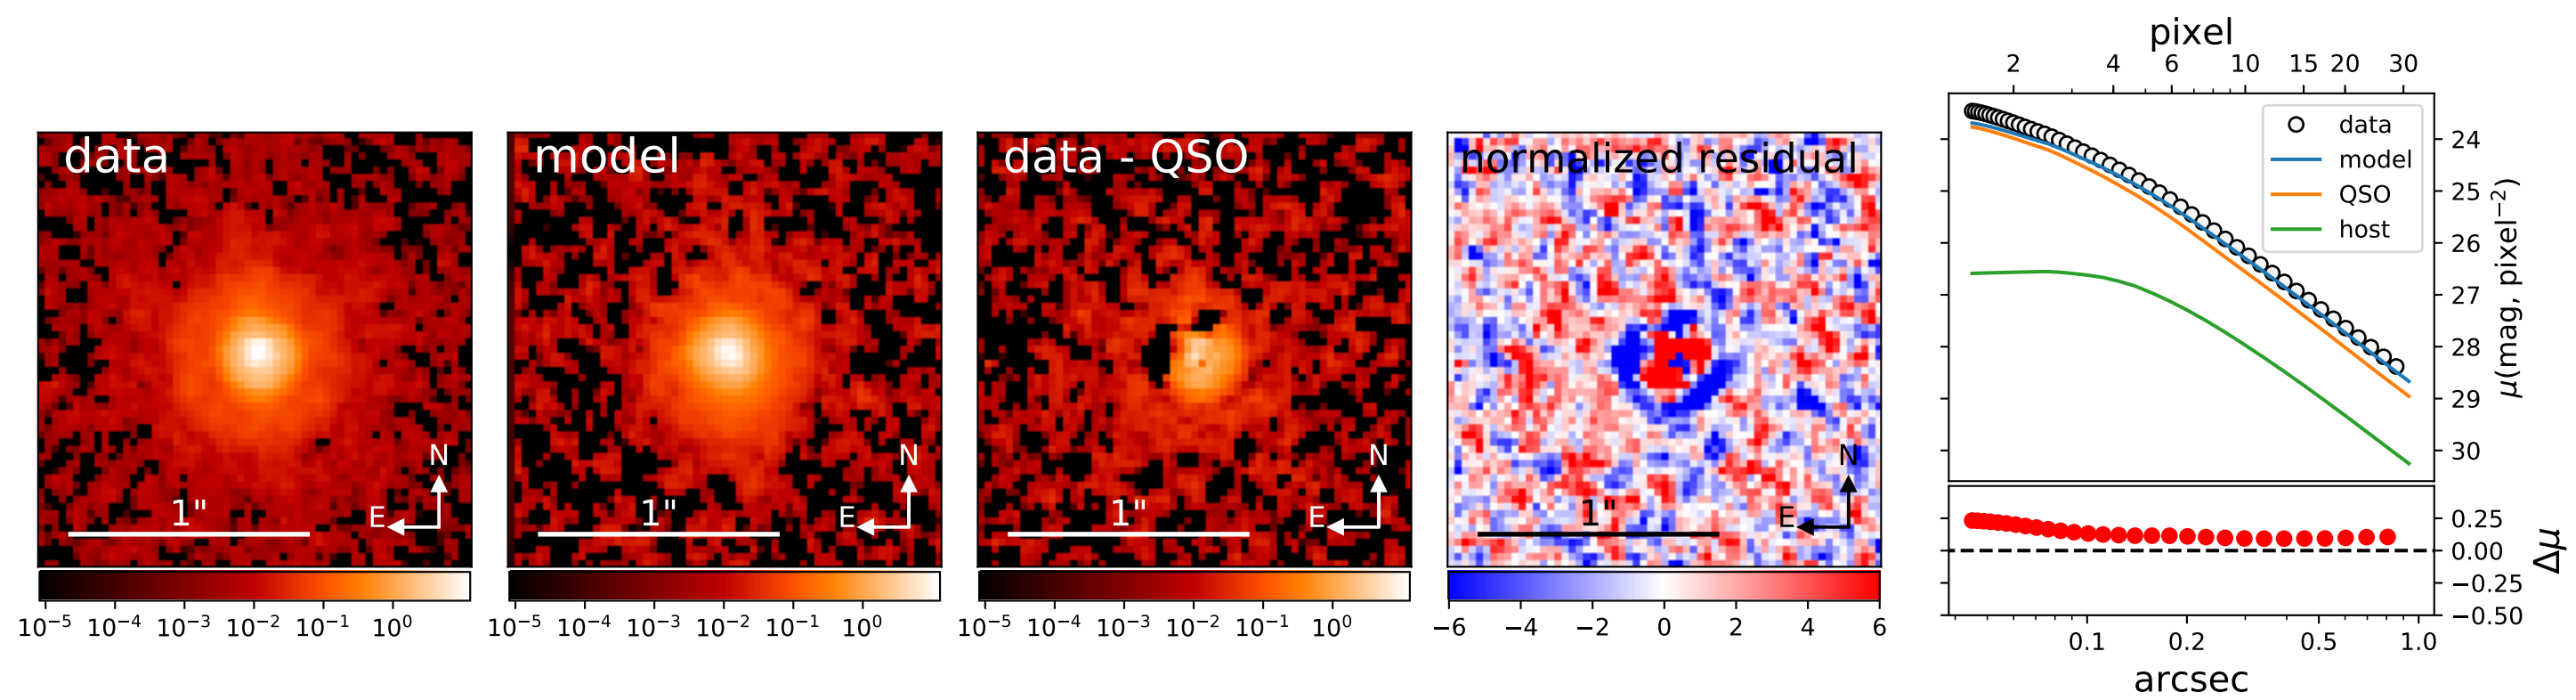 data
1"
N
E
10⁻⁵ 10⁻⁴ 10⁻³ 10⁻² 10⁻¹ 10⁰
model
1"
N
E
10⁻⁵ 10⁻⁴ 10⁻³ 10⁻² 10⁻¹ 10⁰
data - QSO
1"
N
E
10⁻⁵ 10⁻⁴ 10⁻³ 10⁻² 10⁻¹ 10⁰
normalized residual
1"
N
E
−6 −4 −2 0 2 4 6
pixel
2 4 6 10 15 20 30
data
model
QSO
host
24
25
26
27
28
29
30
μ(mag, pixel⁻²)
0.25
0.00
−0.25
−0.50
Δμ
0.1 0.2 0.5 1.0
arcsec